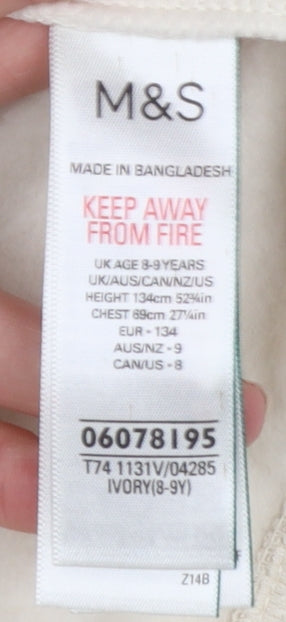 M&S
MADE IN BANGLADESH
KEEP AWAY
FROM FIRE
UK AGE 8-9 YEARS
UK/AUS/CAN/NZ/US
HEIGHT 134cm 52¾in
CHEST 69cm 27¼in
EUR - 134
AUS/NZ - 9
CAN/US - 8
06078195
T74 1131V/04285
IVORY(8-9Y)
Z14B